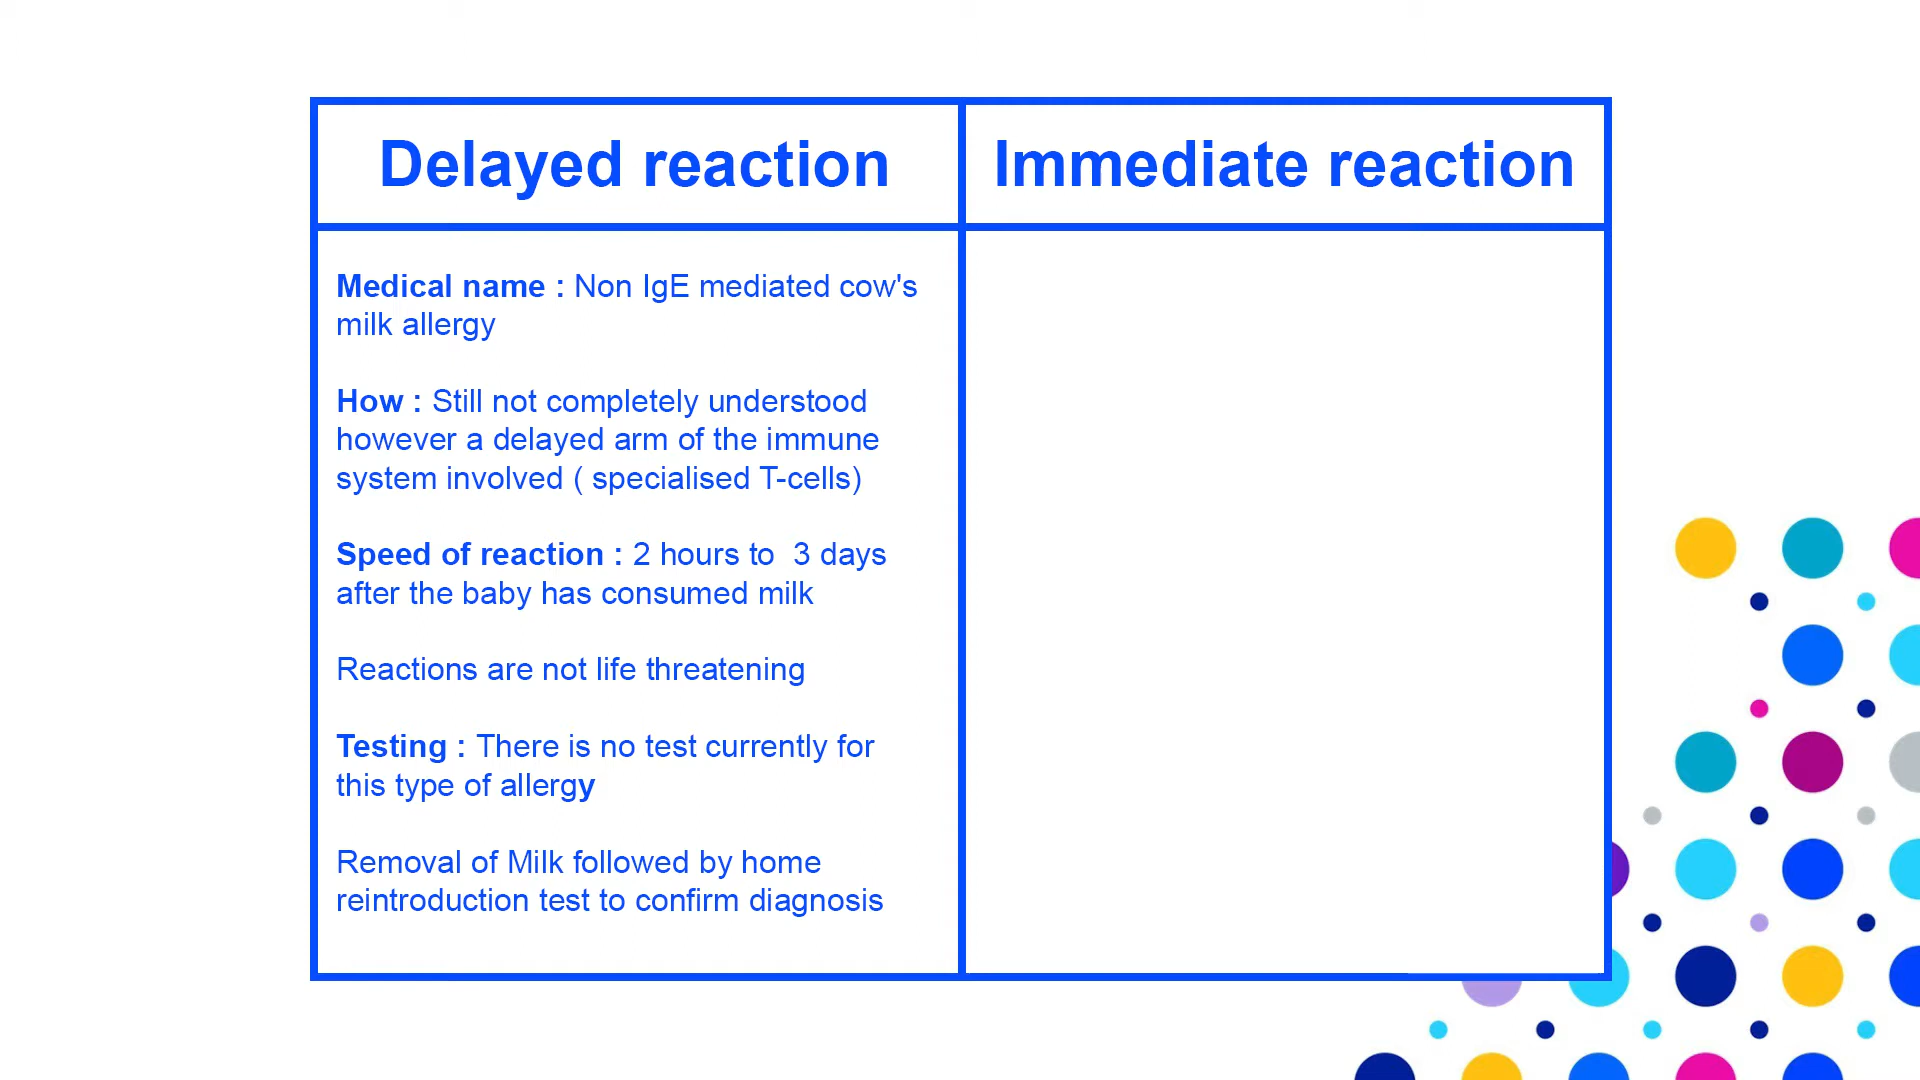 Delayed reaction
Immediate reaction
Medical name : Non IgE mediated cow's
milk allergy
How : Still not completely understood
however a delayed arm of the immune
system involved ( specialised T-cells)
Speed of reaction : 2 hours to  3 days
after the baby has consumed milk
Reactions are not life threatening
Testing : There is no test currently for
this type of allergy
Removal of Milk followed by home
reintroduction test to confirm diagnosis